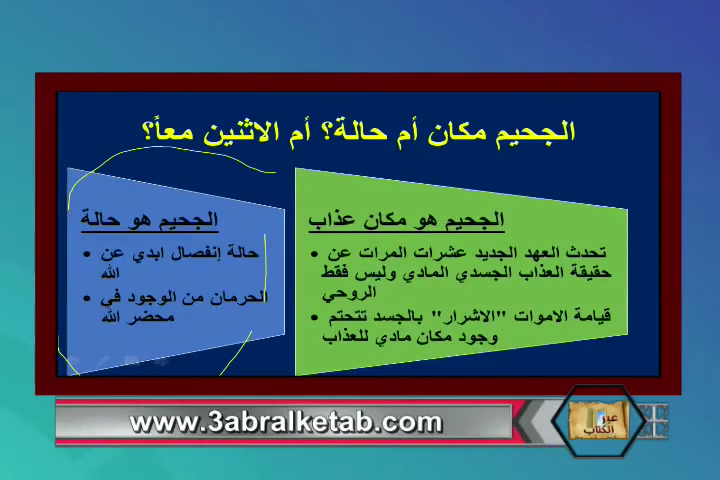 الجحيم مكان أم حالة؟ أم الاثنين معاً؟
الجحيم هو مكان عذاب
• تحدث العهد الجديد عشرات المرات عن
حقيقة العذاب الجسدي المادي وليس فقط
الروحي
• قيامة الاموات "الاشرار" بالجسد تتحتم
وجود مكان مادي للعذاب
الجحيم هو حالة
• حالة إنفصال ابدي عن
الله
• الحرمان من الوجود في
محضر الله
www.3abralketab.com
عبر
الكتاب